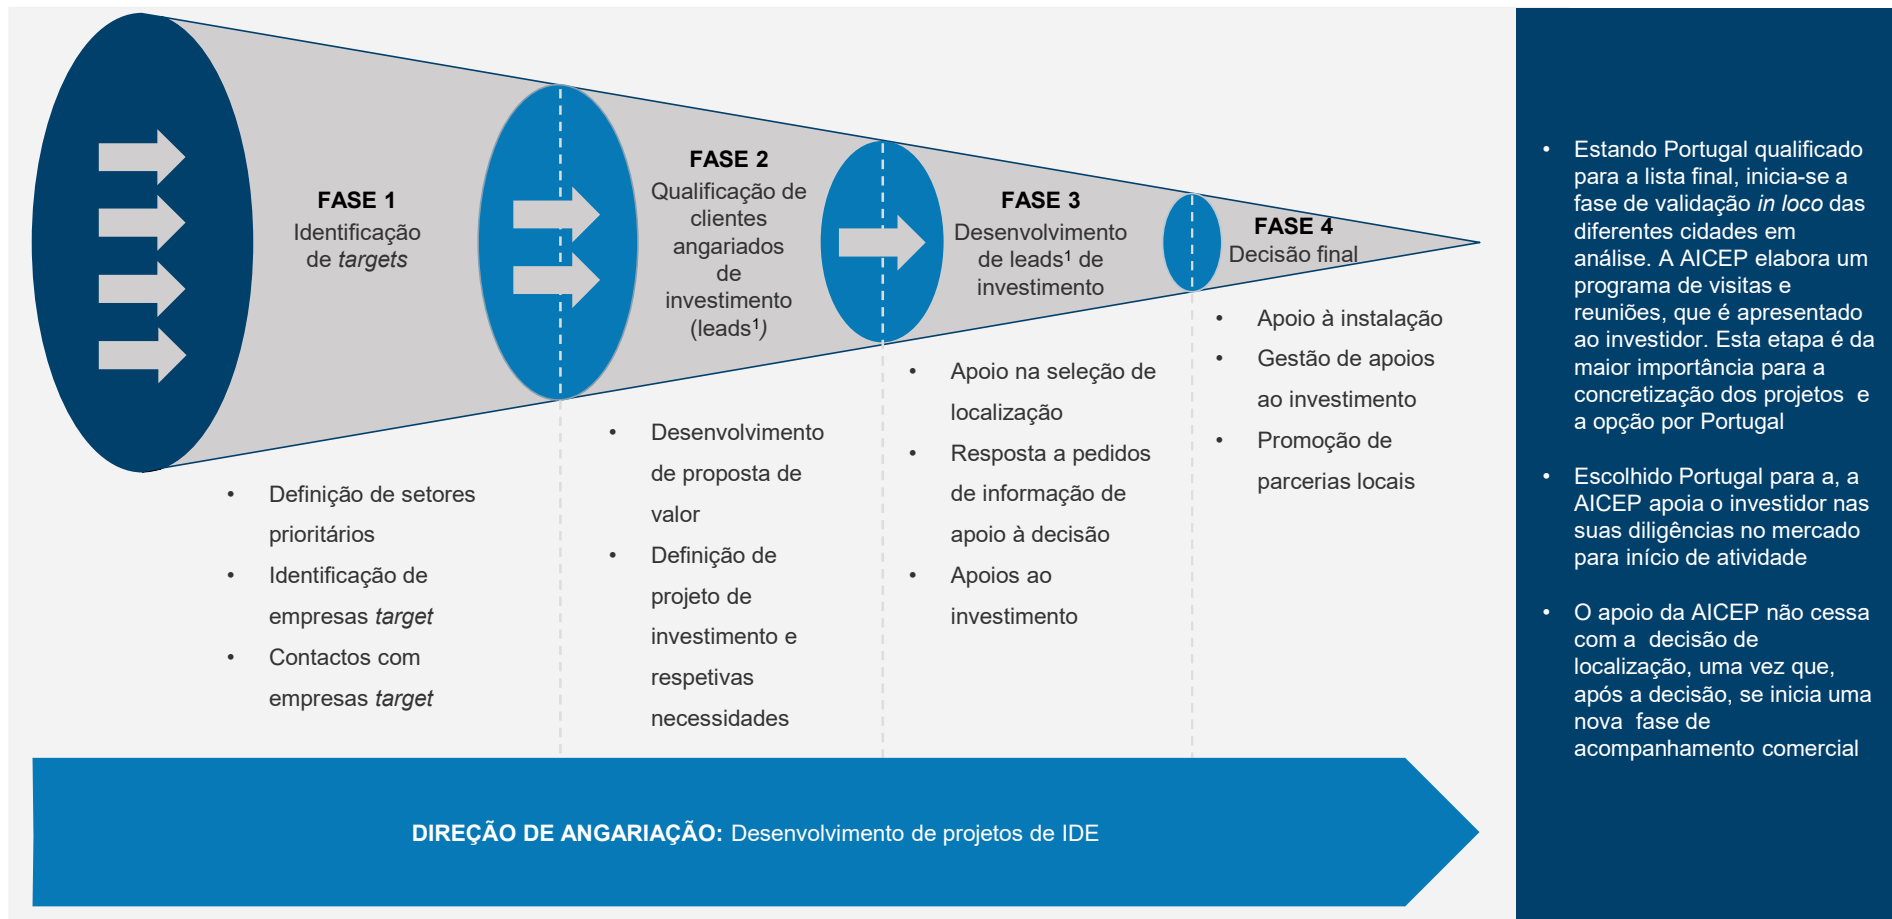 FASE 1
Identificação
de targets
FASE 2
Qualificação de
clientes
angariados
de
investimento
(leads¹)
FASE 3
Desenvolvimento
de leads¹ de
investimento
FASE 4
Decisão final
• Definição de setores
prioritários
• Identificação de
empresas target
• Contactos com
empresas target
• Desenvolvimento
de proposta de
valor
• Definição de
projeto de
investimento e
respetivas
necessidades
• Apoio na seleção de
localização
• Resposta a pedidos
de informação de
apoio à decisão
• Apoios ao
investimento
• Apoio à instalação
• Gestão de apoios
ao investimento
• Promoção de
parcerias locais
DIREÇÃO DE ANGARIAÇÃO: Desenvolvimento de projetos de IDE
• Estando Portugal qualificado
para a lista final, inicia-se a
fase de validação in loco das
diferentes cidades em
análise. A AICEP elabora um
programa de visitas e
reuniões, que é apresentado
ao investidor. Esta etapa é da
maior importância para a
concretização dos projetos e
a opção por Portugal
• Escolhido Portugal para a, a
AICEP apoia o investidor nas
suas diligências no mercado
para início de atividade
• O apoio da AICEP não cessa
com a decisão de
localização, uma vez que,
após a decisão, se inicia uma
nova fase de
acompanhamento comercial